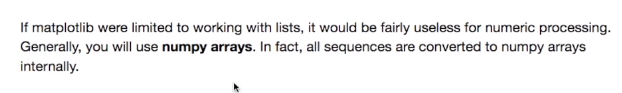 If matplotlib were limited to working with lists, it would be fairly useless for numeric processing.
Generally, you will use numpy arrays. In fact, all sequences are converted to numpy arrays
internally.